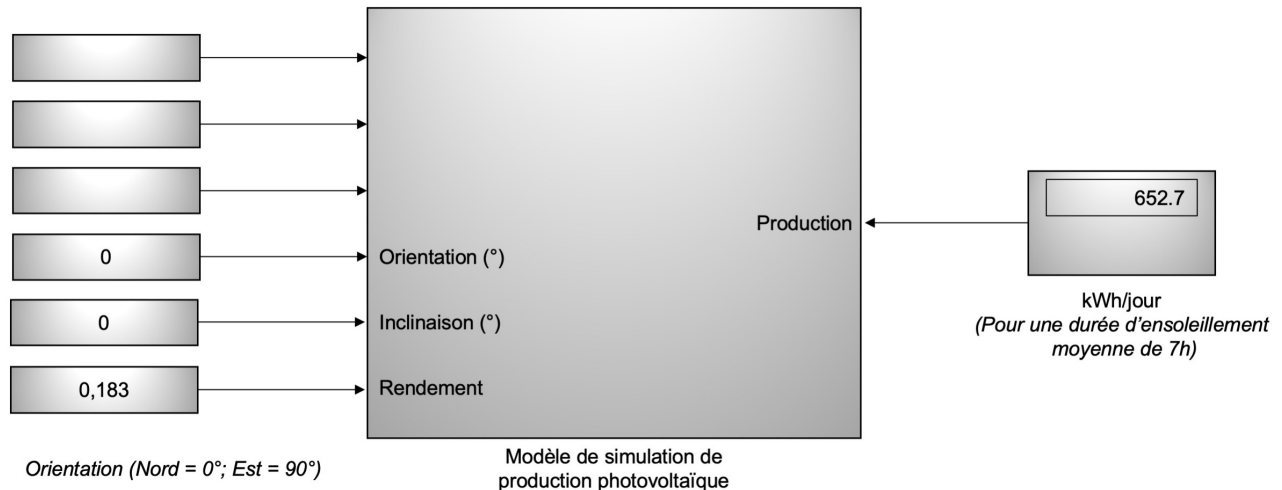 652.7
Production
0
Orientation (°)
kWh/jour
(Pour une durée d’ensoleillement
moyenne de 7h)
0
Inclinaison (°)
0,183
Rendement
Orientation (Nord = 0°; Est = 90°)
Modèle de simulation de
production photovoltaïque